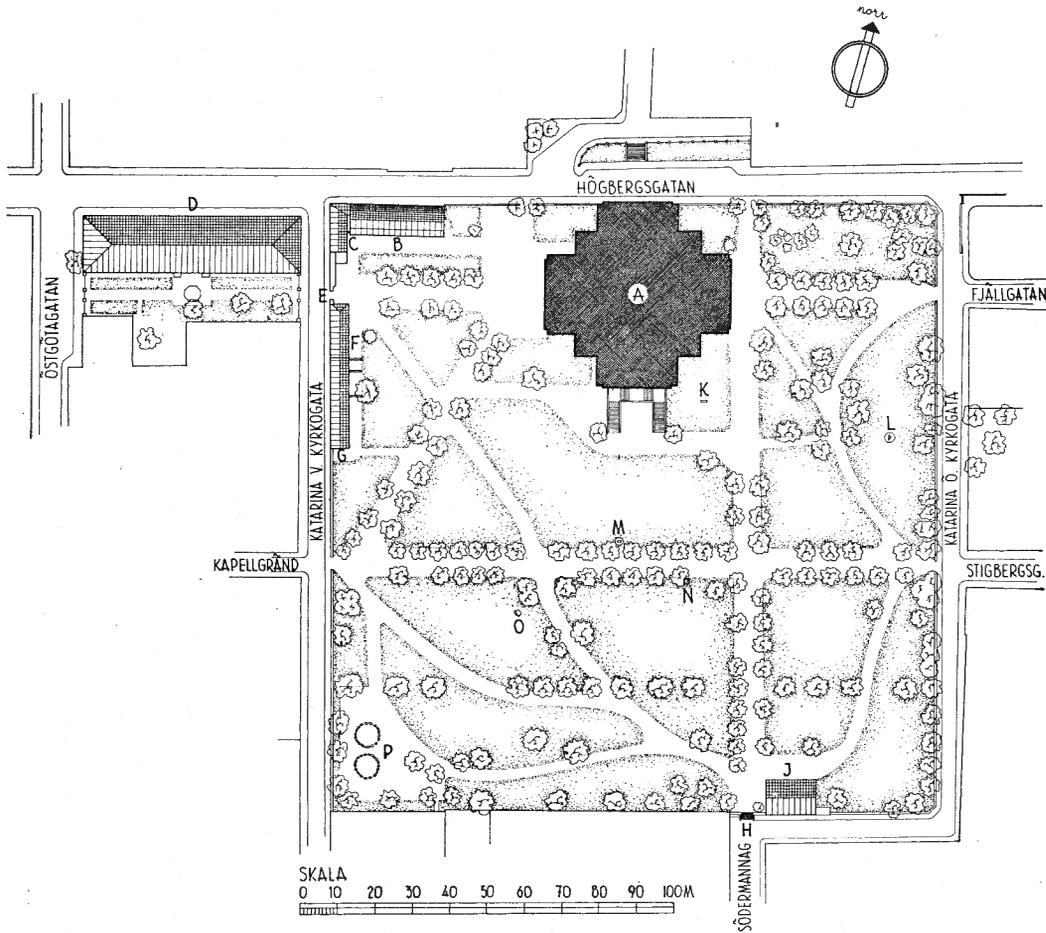 norr
HÖGBERGSGATAN
D
C
B
A
E
F
G
K
L
M
N
Ö
P
J
H
ÖSTGÖTAGATAN
KATARINA V. KYRKOGATA
KATARINA Ö. KYRKOGATA
FJÄLLGATAN
KAPELLGRÄND
STIGBERGSG.
SÖDERMANNAG
SKALA
0 10 20 30 40 50 60 70 80 90 100M